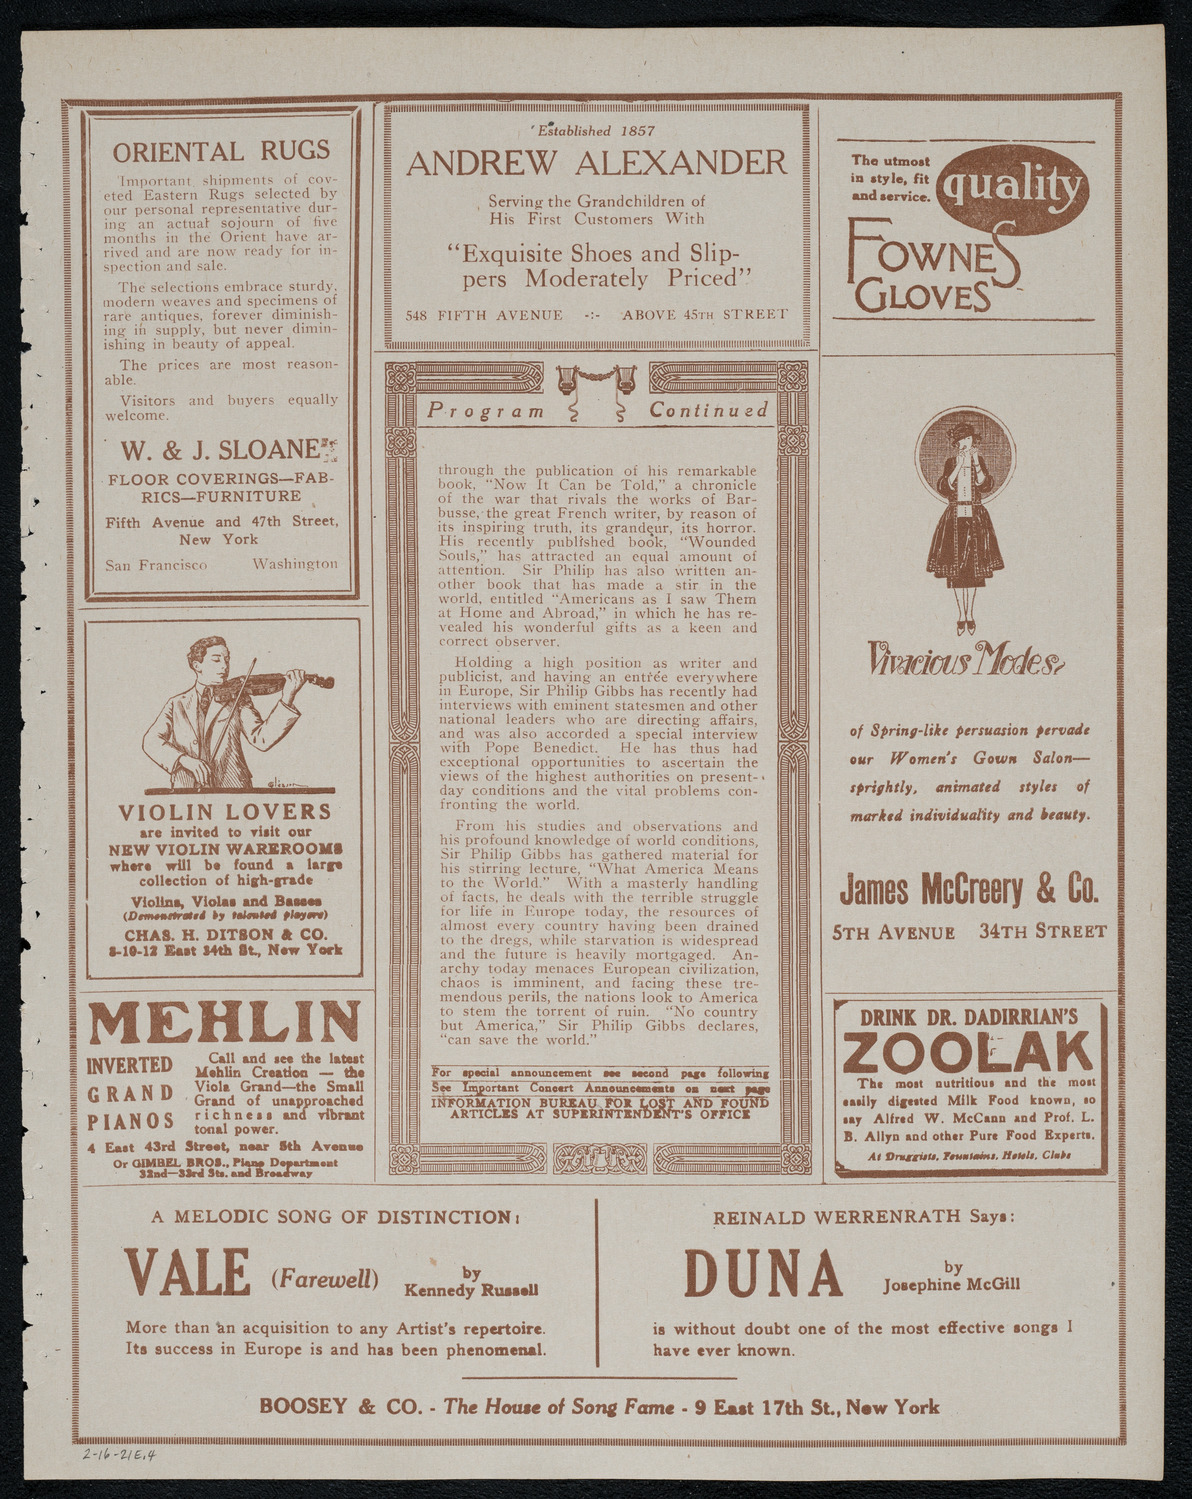 ORIENTAL RUGS
Important shipments of cov-
eted Eastern Rugs selected by
our personal representative dur-
ing an actual sojourn of five
months in the Orient have ar-
rived and are now ready for in-
spection and sale.
The selections embrace sturdy,
modern weaves and specimens of
rare antiques, forever diminish-
ing in supply, but never dimin-
ishing in beauty of appeal.
The prices are most reason-
able.
Visitors and buyers equally
welcome.
W. & J. SLOANE
FLOOR COVERINGS—FAB-
RICS—FURNITURE
Fifth Avenue and 47th Street,
New York
San Francisco Washington
VIOLIN LOVERS
are invited to visit our
NEW VIOLIN WAREROOMS
where will be found a large
collection of high-grade
Violins, Violas and Basses
(Demonstrated by talented players)
CHAS. H. DITSON & CO.
8-10-12 East 34th St., New York
MEHLIN
INVERTED
GRAND
PIANOS
Call and see the latest
Mehlin Creation — the
Viola Grand—the Small
Grand of unapproached
richness and vibrant
tonal power.
4 East 43rd Street, near 5th Avenue
Or GIMBEL BROS., Piano Department
32nd—33rd Sts. and Broadway
Established 1857
ANDREW ALEXANDER
Serving the Grandchildren of
His First Customers With
"Exquisite Shoes and Slip-
pers Moderately Priced"
548 FIFTH AVENUE -:- ABOVE 45TH STREET
Program Continued
through the publication of his remarkable
book, "Now It Can be Told," a chronicle
of the war that rivals the works of Bar-
busse, the great French writer, by reason of
its inspiring truth, its grandeur, its horror.
His recently published book, "Wounded
Souls," has attracted an equal amount of
attention. Sir Philip has also written an-
other book that has made a stir in the
world, entitled "Americans as I saw Them
at Home and Abroad," in which he has re-
vealed his wonderful gifts as a keen and
correct observer.
Holding a high position as writer and
publicist, and having an entrée everywhere
in Europe, Sir Philip Gibbs has recently had
interviews with eminent statesmen and other
national leaders who are directing affairs,
and was also accorded a special interview
with Pope Benedict. He has thus had
exceptional opportunities to ascertain the
views of the highest authorities on present-
day conditions and the vital problems con-
fronting the world.
From his studies and observations and
his profound knowledge of world conditions,
Sir Philip Gibbs has gathered material for
his stirring lecture, "What America Means
to the World." With a masterly handling
of facts, he deals with the terrible struggle
for life in Europe today, the resources of
almost every country having been drained
to the dregs, while starvation is widespread
and the future is heavily mortgaged. An-
archy today menaces European civilization,
chaos is imminent, and facing these tre-
mendous perils, the nations look to America
to stem the torrent of ruin. "No country
but America," Sir Philip Gibbs declares,
"can save the world."
For special announcement see second page following
See Important Concert Announcements on next page
INFORMATION BUREAU FOR LOST AND FOUND
ARTICLES AT SUPERINTENDENT'S OFFICE
The utmost
in style, fit
and service.
quality
FOWNES
GLOVES
Vivacious Modes
of Spring-like persuasion pervade
our Women's Gown Salon—
sprightly, animated styles of
marked individuality and beauty.
James McCreery & Co.
5TH AVENUE 34TH STREET
DRINK DR. DADIRRIAN'S
ZOOLAK
The most nutritious and the most
easily digested Milk Food known, so
say Alfred W. McCann and Prof. L.
B. Allyn and other Pure Food Experts.
At Druggists, Fountains, Hotels, Clubs
A MELODIC SONG OF DISTINCTION:
VALE (Farewell) by
Kennedy Russell
More than an acquisition to any Artist's repertoire.
Its success in Europe is and has been phenomenal.
REINALD WERRENRATH Says:
DUNA by
Josephine McGill
is without doubt one of the most effective songs I
have ever known.
BOOSEY & CO. - The House of Song Fame - 9 East 17th St., New York
2-16-21E,4